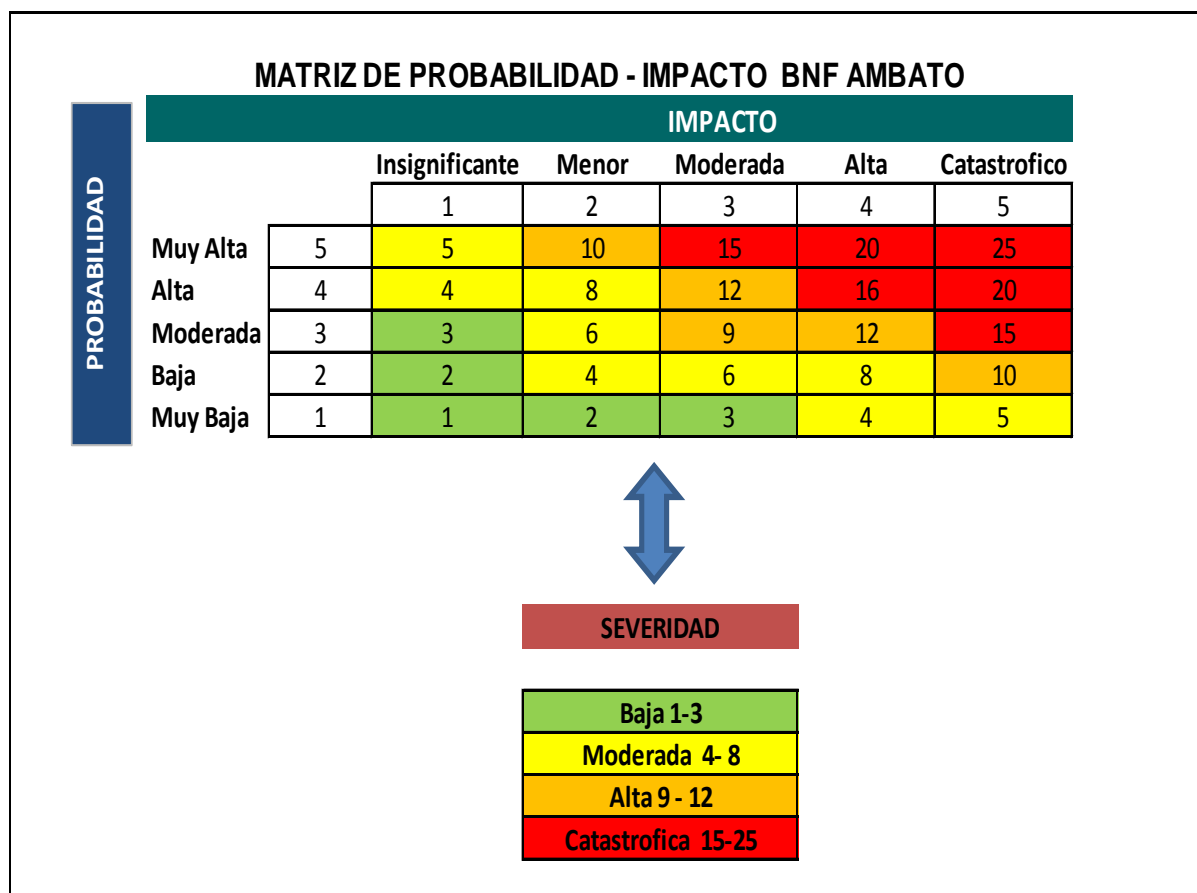 MATRIZ DE PROBABILIDAD - IMPACTO BNF AMBATO
PROBABILIDAD
IMPACTO
Insignificante Menor Moderada Alta Catastrofico
1 2 3 4 5
Muy Alta 5 5 10 15 20 25
Alta 4 4 8 12 16 20
Moderada 3 3 6 9 12 15
Baja 2 2 4 6 8 10
Muy Baja 1 1 2 3 4 5
SEVERIDAD
Baja 1-3
Moderada 4- 8
Alta 9 - 12
Catastrofica 15-25